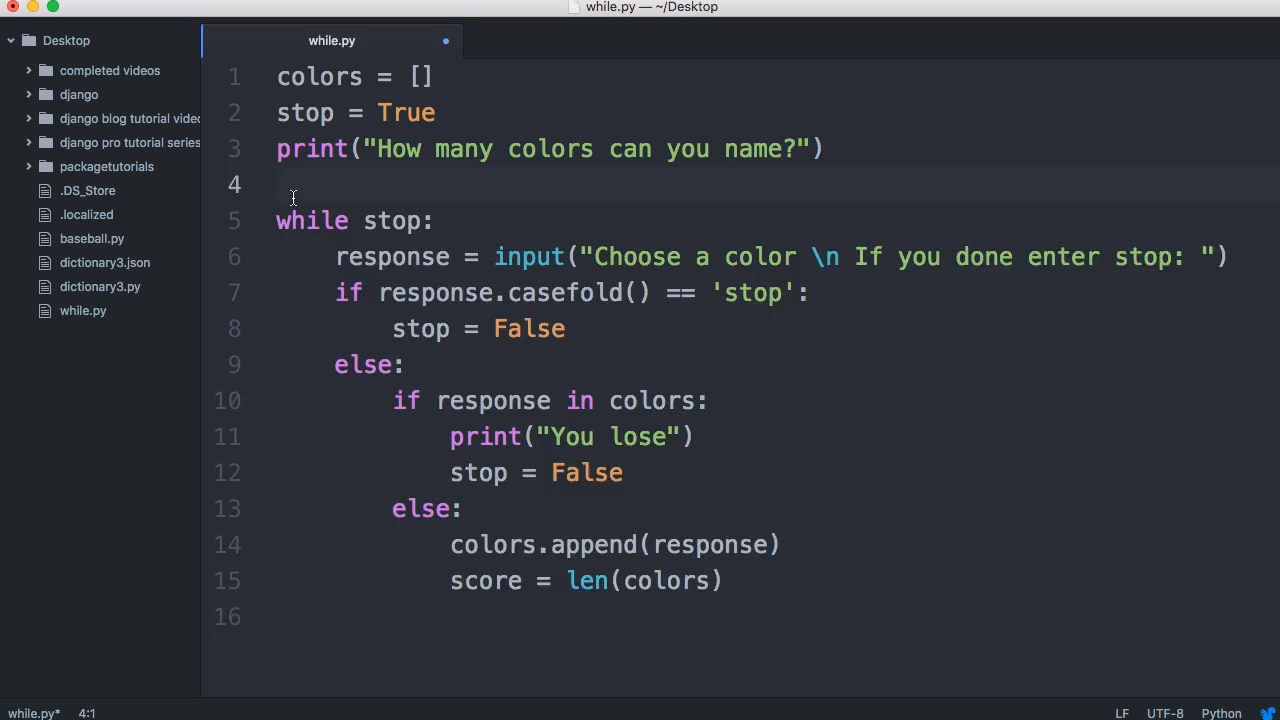 while.py — ~/Desktop
Desktop
completed videos
django
django blog tutorial vide
django pro tutorial series
packagetutorials
.DS_Store
.localized
baseball.py
dictionary3.json
dictionary3.py
while.py
while.py
1 colors = []
2 stop = True
3 print("How many colors can you name?")
4
5 while stop:
6 response = input("Choose a color \n If you done enter stop: ")
7 if response.casefold() == 'stop':
8 stop = False
9 else:
10 if response in colors:
11 print("You lose")
12 stop = False
13 else:
14 colors.append(response)
15 score = len(colors)
16
while.py* 4:1 LF UTF-8 Python